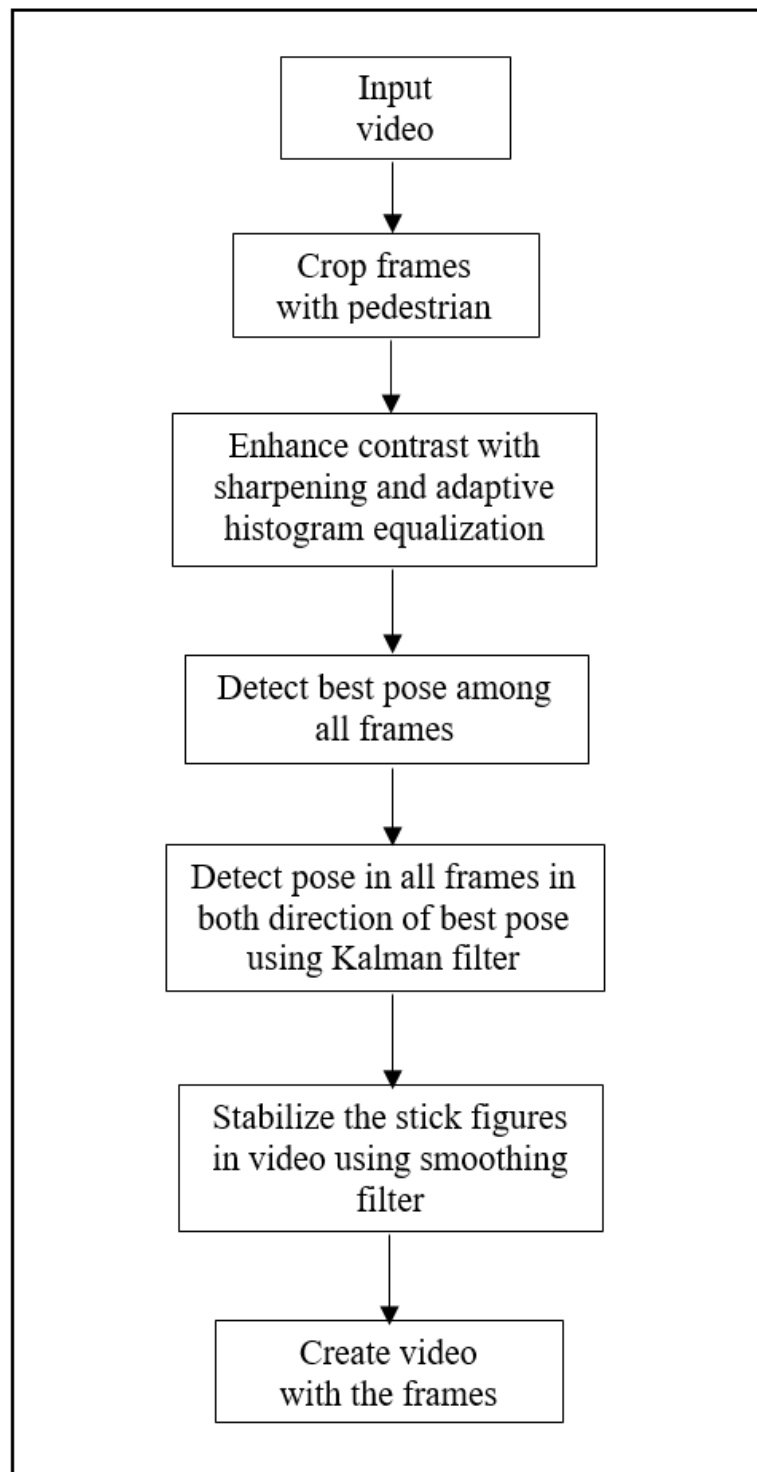 Input
video
Crop frames
with pedestrian
Enhance contrast with
sharpening and adaptive
histogram equalization
Detect best pose among
all frames
Detect pose in all frames in
both direction of best pose
using Kalman filter
Stabilize the stick figures
in video using smoothing
filter
Create video
with the frames